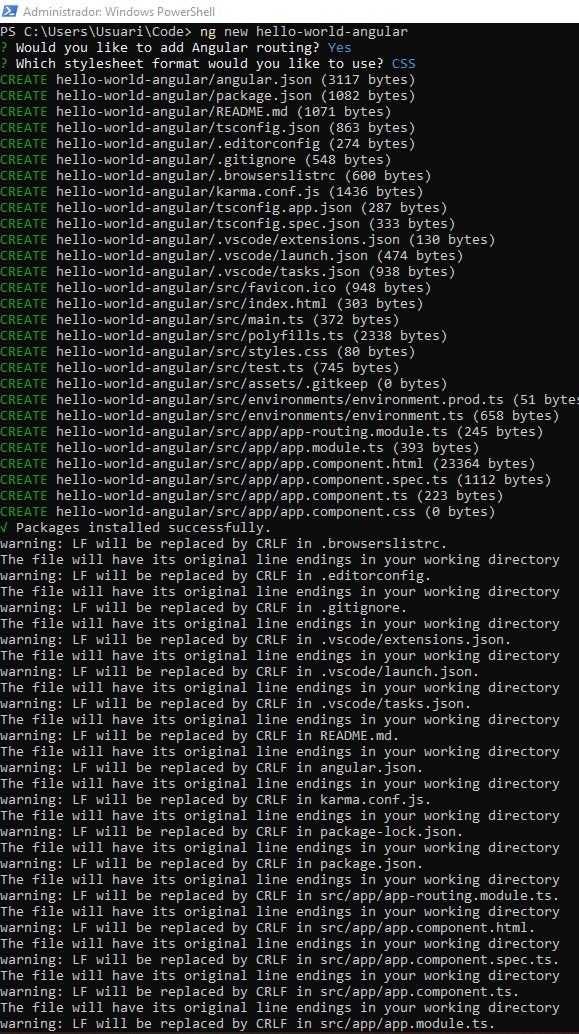 Administrador: Windows PowerShell
PS C:\Users\Usuari\Code> ng new hello-world-angular
? Would you like to add Angular routing? Yes
? Which stylesheet format would you like to use? CSS
CREATE hello-world-angular/angular.json (3117 bytes)
CREATE hello-world-angular/package.json (1082 bytes)
CREATE hello-world-angular/README.md (1071 bytes)
CREATE hello-world-angular/tsconfig.json (863 bytes)
CREATE hello-world-angular/.editorconfig (274 bytes)
CREATE hello-world-angular/.gitignore (548 bytes)
CREATE hello-world-angular/.browserslistrc (600 bytes)
CREATE hello-world-angular/karma.conf.js (1436 bytes)
CREATE hello-world-angular/tsconfig.app.json (287 bytes)
CREATE hello-world-angular/tsconfig.spec.json (333 bytes)
CREATE hello-world-angular/.vscode/extensions.json (130 bytes)
CREATE hello-world-angular/.vscode/launch.json (474 bytes)
CREATE hello-world-angular/.vscode/tasks.json (938 bytes)
CREATE hello-world-angular/src/favicon.ico (948 bytes)
CREATE hello-world-angular/src/index.html (303 bytes)
CREATE hello-world-angular/src/main.ts (372 bytes)
CREATE hello-world-angular/src/polyfills.ts (2338 bytes)
CREATE hello-world-angular/src/styles.css (80 bytes)
CREATE hello-world-angular/src/test.ts (745 bytes)
CREATE hello-world-angular/src/assets/.gitkeep (0 bytes)
CREATE hello-world-angular/src/environments/environment.prod.ts (51 bytes
CREATE hello-world-angular/src/environments/environment.ts (658 bytes)
CREATE hello-world-angular/src/app/app-routing.module.ts (245 bytes)
CREATE hello-world-angular/src/app/app.module.ts (393 bytes)
CREATE hello-world-angular/src/app/app.component.html (23364 bytes)
CREATE hello-world-angular/src/app/app.component.spec.ts (1112 bytes)
CREATE hello-world-angular/src/app/app.component.ts (223 bytes)
CREATE hello-world-angular/src/app/app.component.css (0 bytes)
√ Packages installed successfully.
warning: LF will be replaced by CRLF in .browserslistrc.
The file will have its original line endings in your working directory
warning: LF will be replaced by CRLF in .editorconfig.
The file will have its original line endings in your working directory
warning: LF will be replaced by CRLF in .gitignore.
The file will have its original line endings in your working directory
warning: LF will be replaced by CRLF in .vscode/extensions.json.
The file will have its original line endings in your working directory
warning: LF will be replaced by CRLF in .vscode/launch.json.
The file will have its original line endings in your working directory
warning: LF will be replaced by CRLF in .vscode/tasks.json.
The file will have its original line endings in your working directory
warning: LF will be replaced by CRLF in README.md.
The file will have its original line endings in your working directory
warning: LF will be replaced by CRLF in angular.json.
The file will have its original line endings in your working directory
warning: LF will be replaced by CRLF in karma.conf.js.
The file will have its original line endings in your working directory
warning: LF will be replaced by CRLF in package-lock.json.
The file will have its original line endings in your working directory
warning: LF will be replaced by CRLF in package.json.
The file will have its original line endings in your working directory
warning: LF will be replaced by CRLF in src/app/app-routing.module.ts.
The file will have its original line endings in your working directory
warning: LF will be replaced by CRLF in src/app/app.component.html.
The file will have its original line endings in your working directory
warning: LF will be replaced by CRLF in src/app/app.component.spec.ts.
The file will have its original line endings in your working directory
warning: LF will be replaced by CRLF in src/app/app.component.ts.
The file will have its original line endings in your working directory
warning: LF will be replaced by CRLF in src/app/app.module.ts.